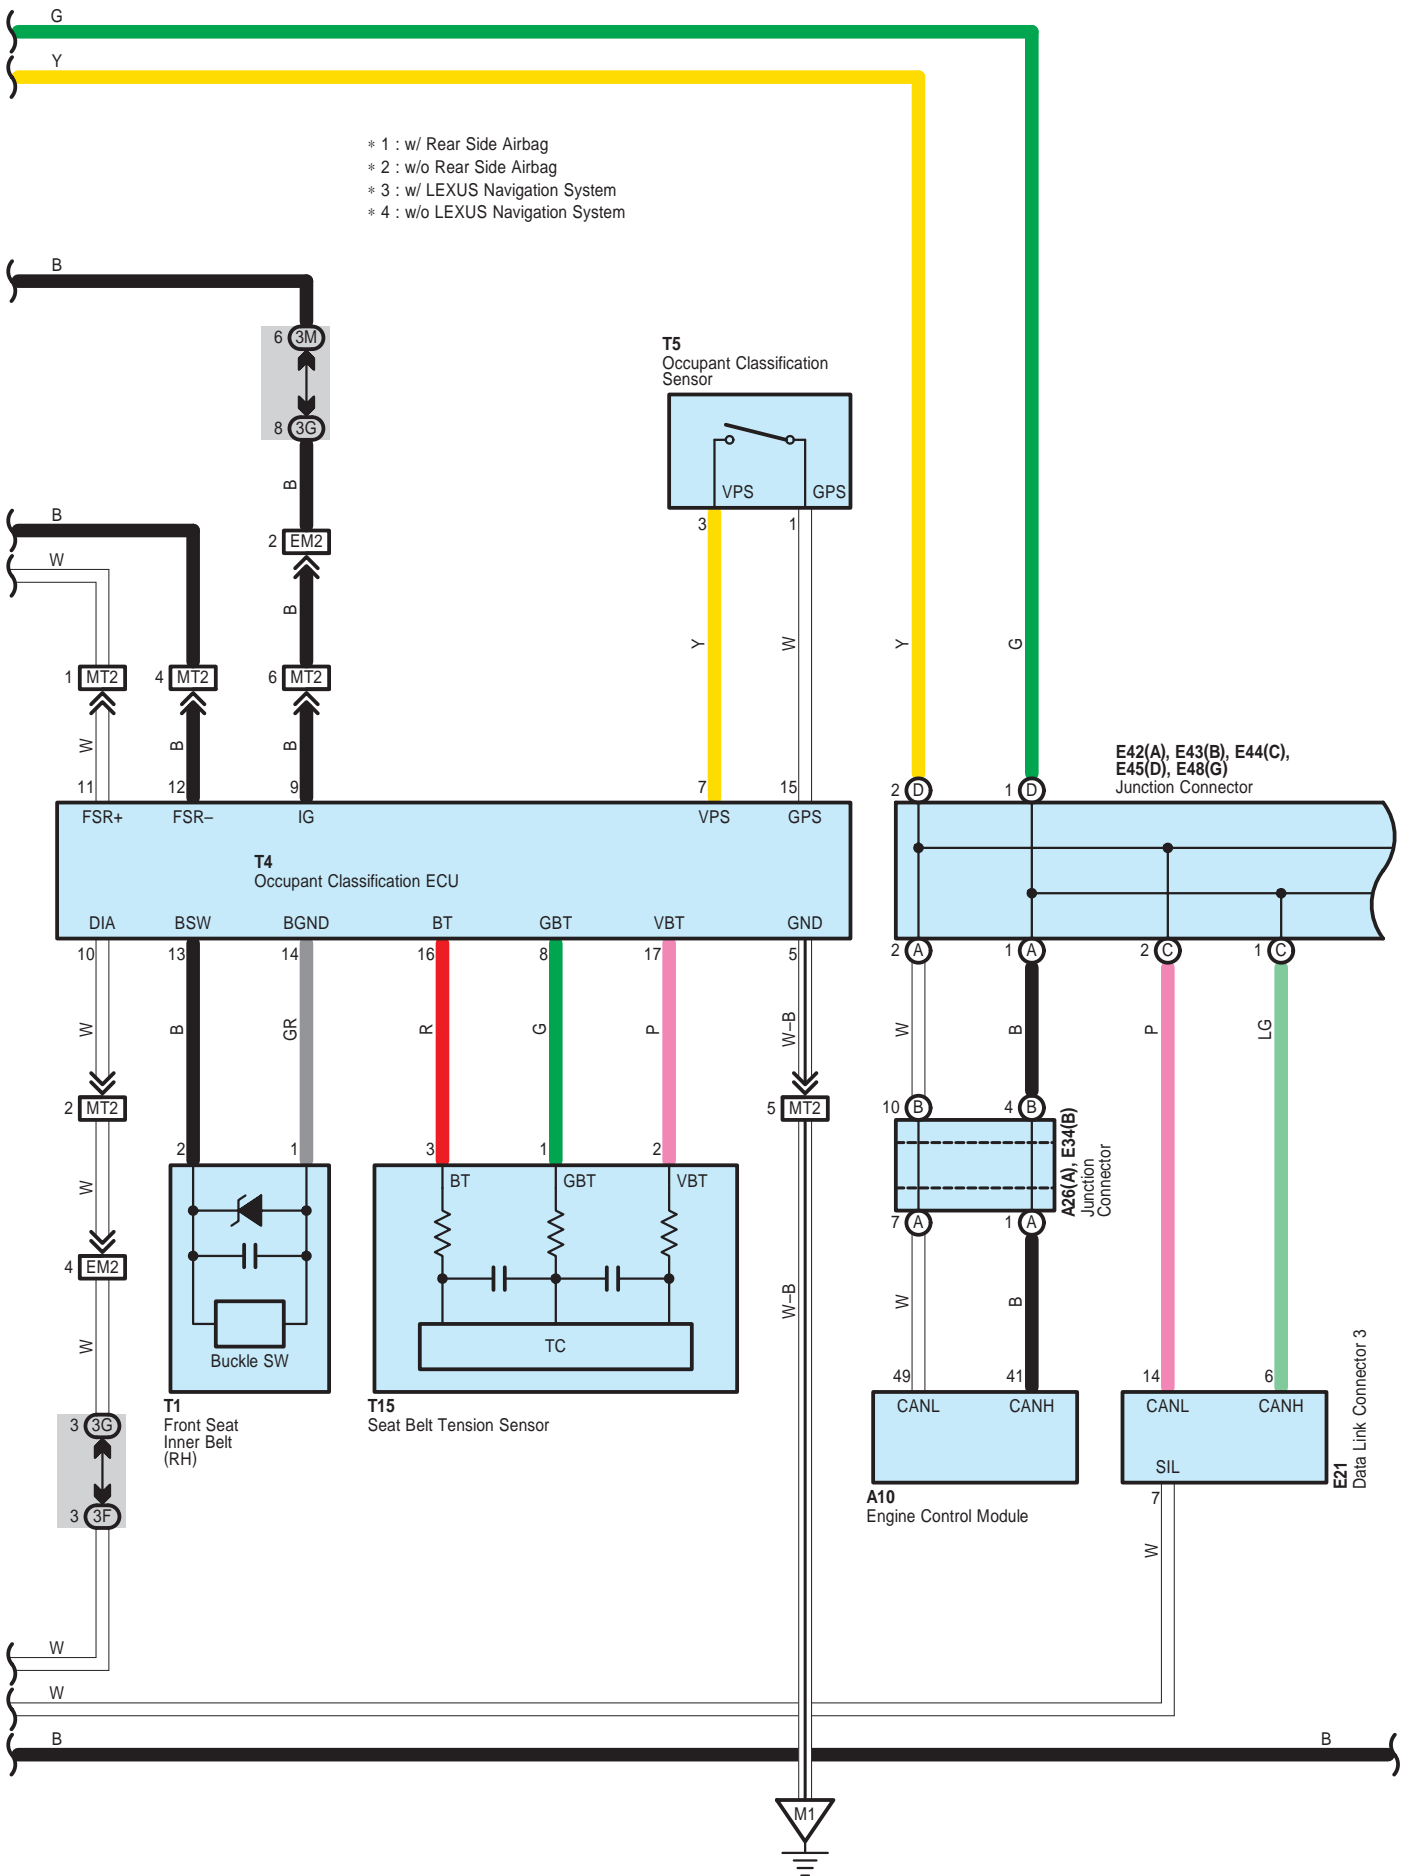 G
Y
* 1 : w/ Rear Side Airbag
* 2 : w/o Rear Side Airbag
* 3 : w/ LEXUS Navigation System
* 4 : w/o LEXUS Navigation System
B
6 3M
8 3G
B
T5
Occupant Classification
Sensor
VPS GPS
3 1
B
W
2 EM2
B
Y W Y G
1 MT2 4 MT2 6 MT2
W B B
E42(A), E43(B), E44(C),
E45(D), E48(G)
Junction Connector
11 12 9 7 15 2 D 1 D
FSR+ FSR– IG VPS GPS
T4
Occupant Classification ECU
DIA BSW BGND BT GBT VBT GND
10 13 14 16 8 17 5 2 A 1 A 2 C 1 C
W B GR R G P W–B W B P LG
2 MT2 5 MT2 10 B 4 B
A26(A), E34(B)
Junction
Connector
2 1 3 1 2
W
BT GBT VBT
7 A 1 A
4 EM2
W
W–B W B
Buckle SW
TC
T1
Front Seat
Inner Belt
(RH)
T15
Seat Belt Tension Sensor
49 41 14 6
CANL CANH CANL CANH
SIL
E21
Data Link Connector 3
3 3G
3 3F
A10
Engine Control Module
7
W
W
W
B B
M1